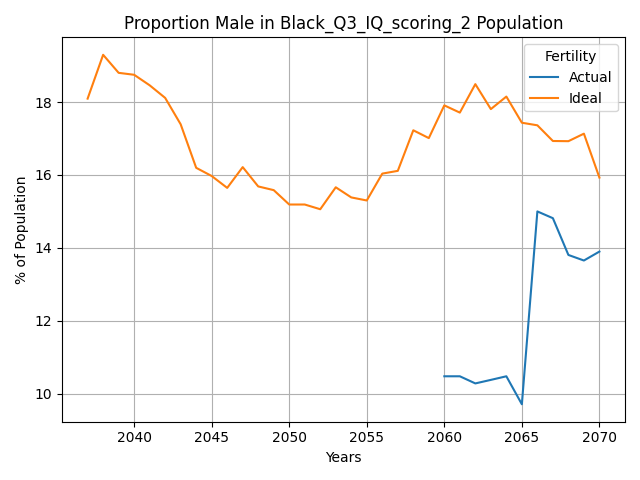 Proportion Male in Black_Q3_IQ_scoring_2 Population
Fertility
Actual
Ideal
% of Population
18
16
14
12
10
2040 2045 2050 2055 2060 2065 2070
Years